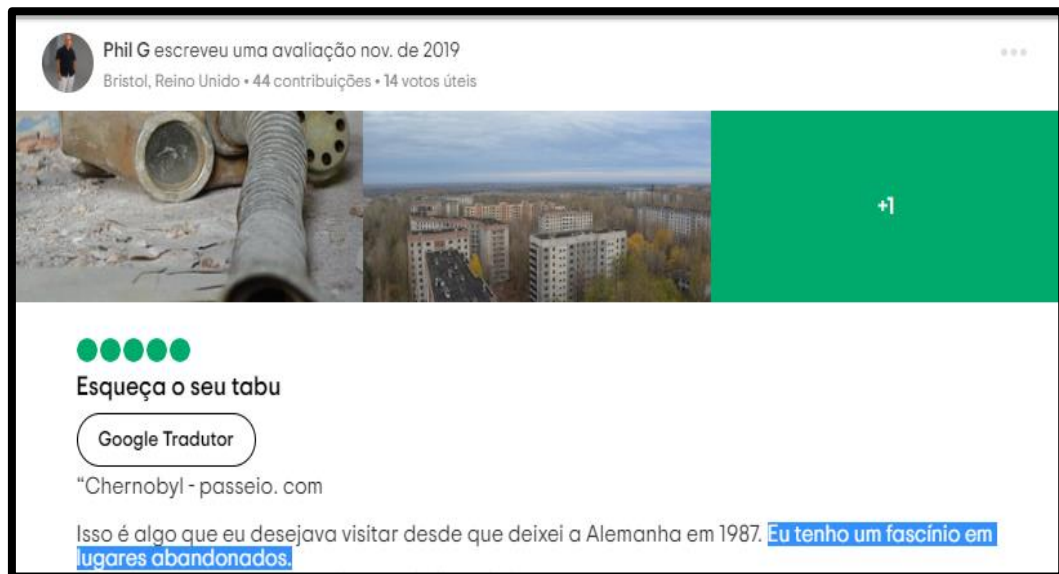 Phil G escreveu uma avaliação nov. de 2019
Bristol, Reino Unido • 44 contribuições • 14 votos úteis
+1
Esqueça o seu tabu
Google Tradutor
“Chernobyl - passeio. com
Isso é algo que eu desejava visitar desde que deixei a Alemanha em 1987. Eu tenho um fascínio em
lugares abandonados.